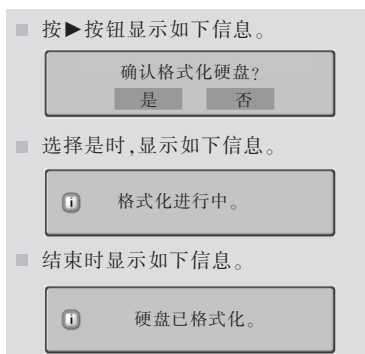 按▶按钮显示如下信息。
确认格式化硬盘?
是 否
选择是时,显示如下信息。
格式化进行中。
结束时显示如下信息。
硬盘已格式化。